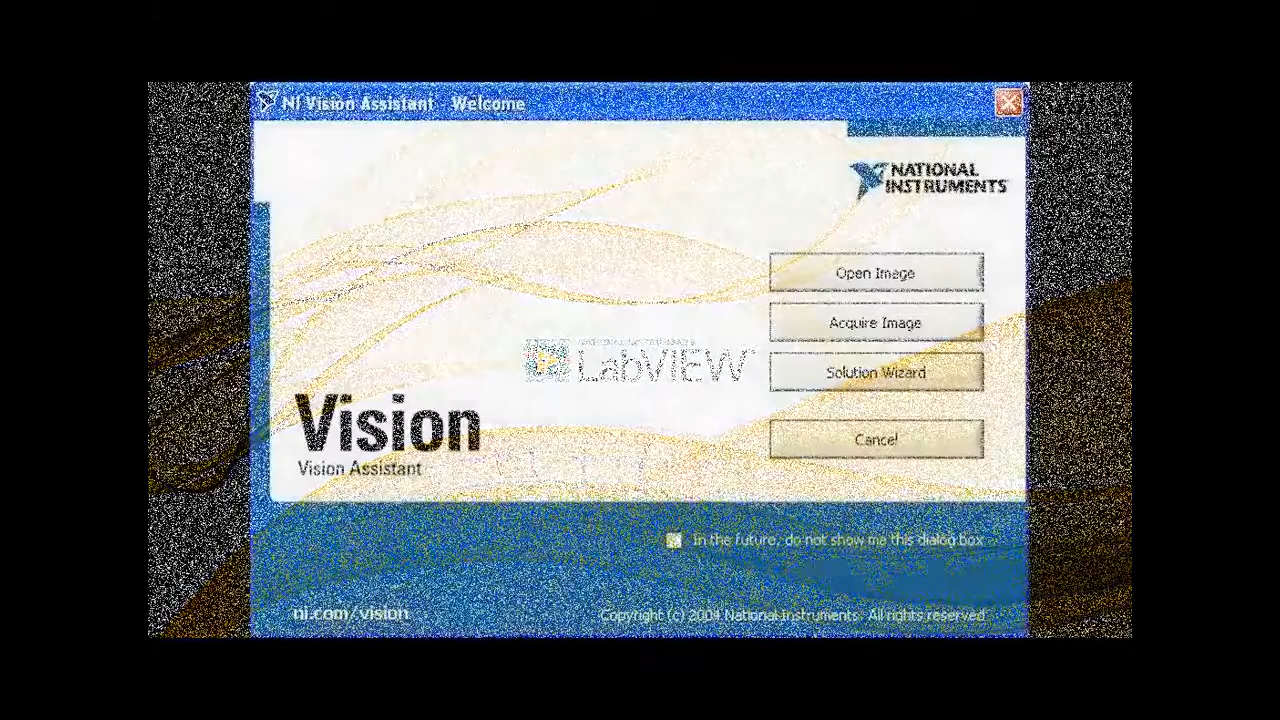 NI Vision Assistant Welcome
NATIONAL
INSTRUMENTS
Open Image
Acquire Image
LabVIEW
Solution Wizard
Vision
Cancel
Vision Assistant
In the future, do not show me this dialog box
ni.com/vision
Copyright (c) 2004 National Instruments. All rights reserved